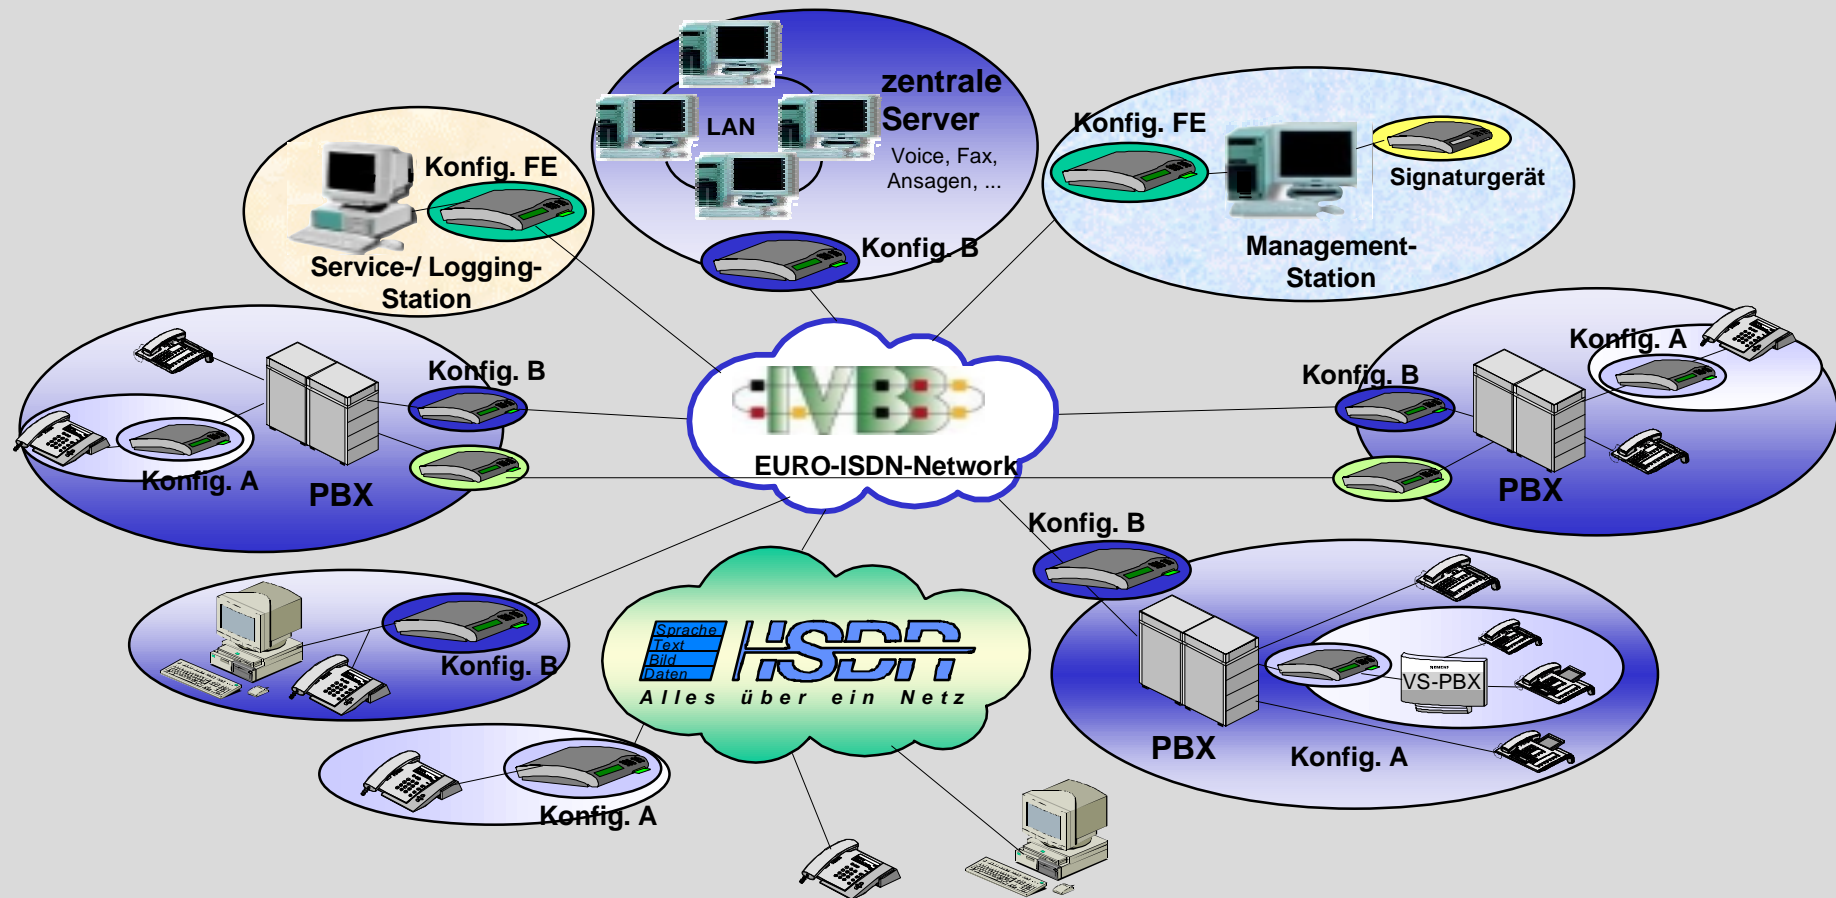 zentrale
Server
LAN
Voice, Fax,
Ansagen, ...
Konfig. B
Konfig. FE
Service-/ Logging-
Station
Konfig. FE
Signaturgerät
Management-
Station
Konfig. B
Konfig. A
PBX
IVBB
EURO-ISDN-Network
Konfig. A
Konfig. B
PBX
Konfig. B
Konfig. B
Sprache
Text
Bild
Daten
ISDN
Alles über ein Netz
Konfig. A
VS-PBX
PBX
Konfig. A